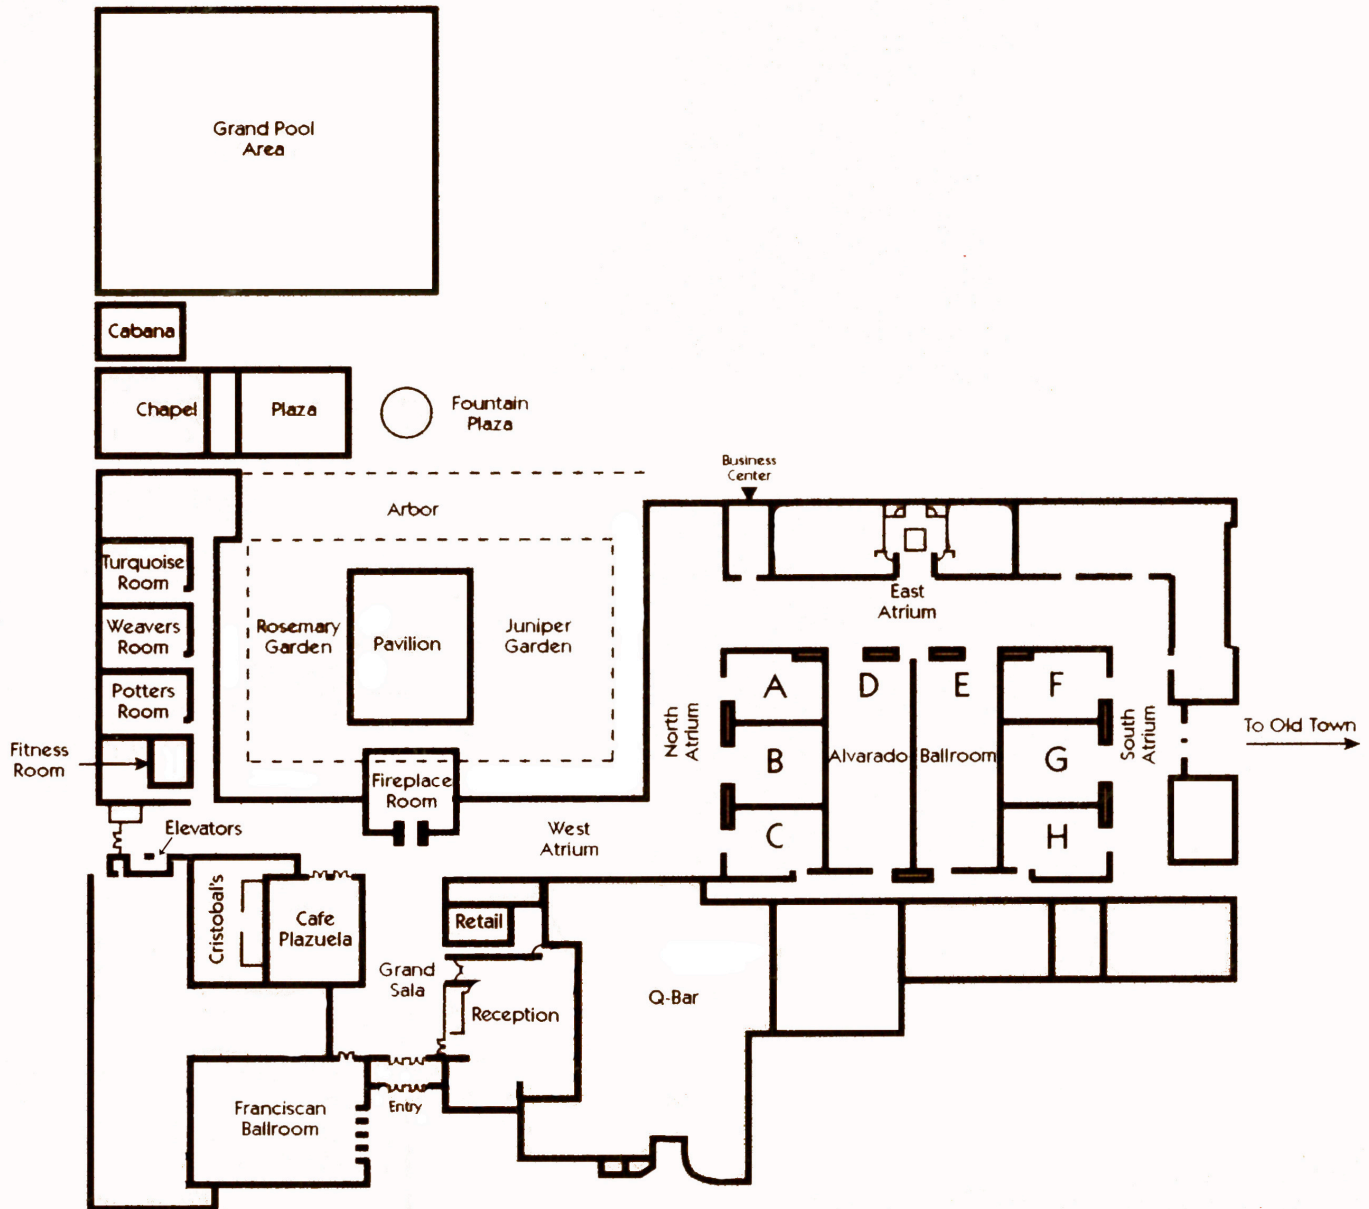 Grand Pool
Area
Cabana
Chapel
Plaza
Fountain
Plaza
Business
Center
Arbor
Turquoise
Room
Weavers
Room
Potters
Room
Fitness
Room
Rosemary
Garden
Pavilion
Juniper
Garden
East
Atrium
A
D
E
F
North
Atrium
B
Alvarado
Ballroom
G
South
Atrium
To Old Town
Fireplace
Room
C
H
Elevators
West
Atrium
Cristobal's
Cafe
Plazuela
Retail
Grand
Sala
Reception
Q-Bar
Entry
Franciscan
Ballroom